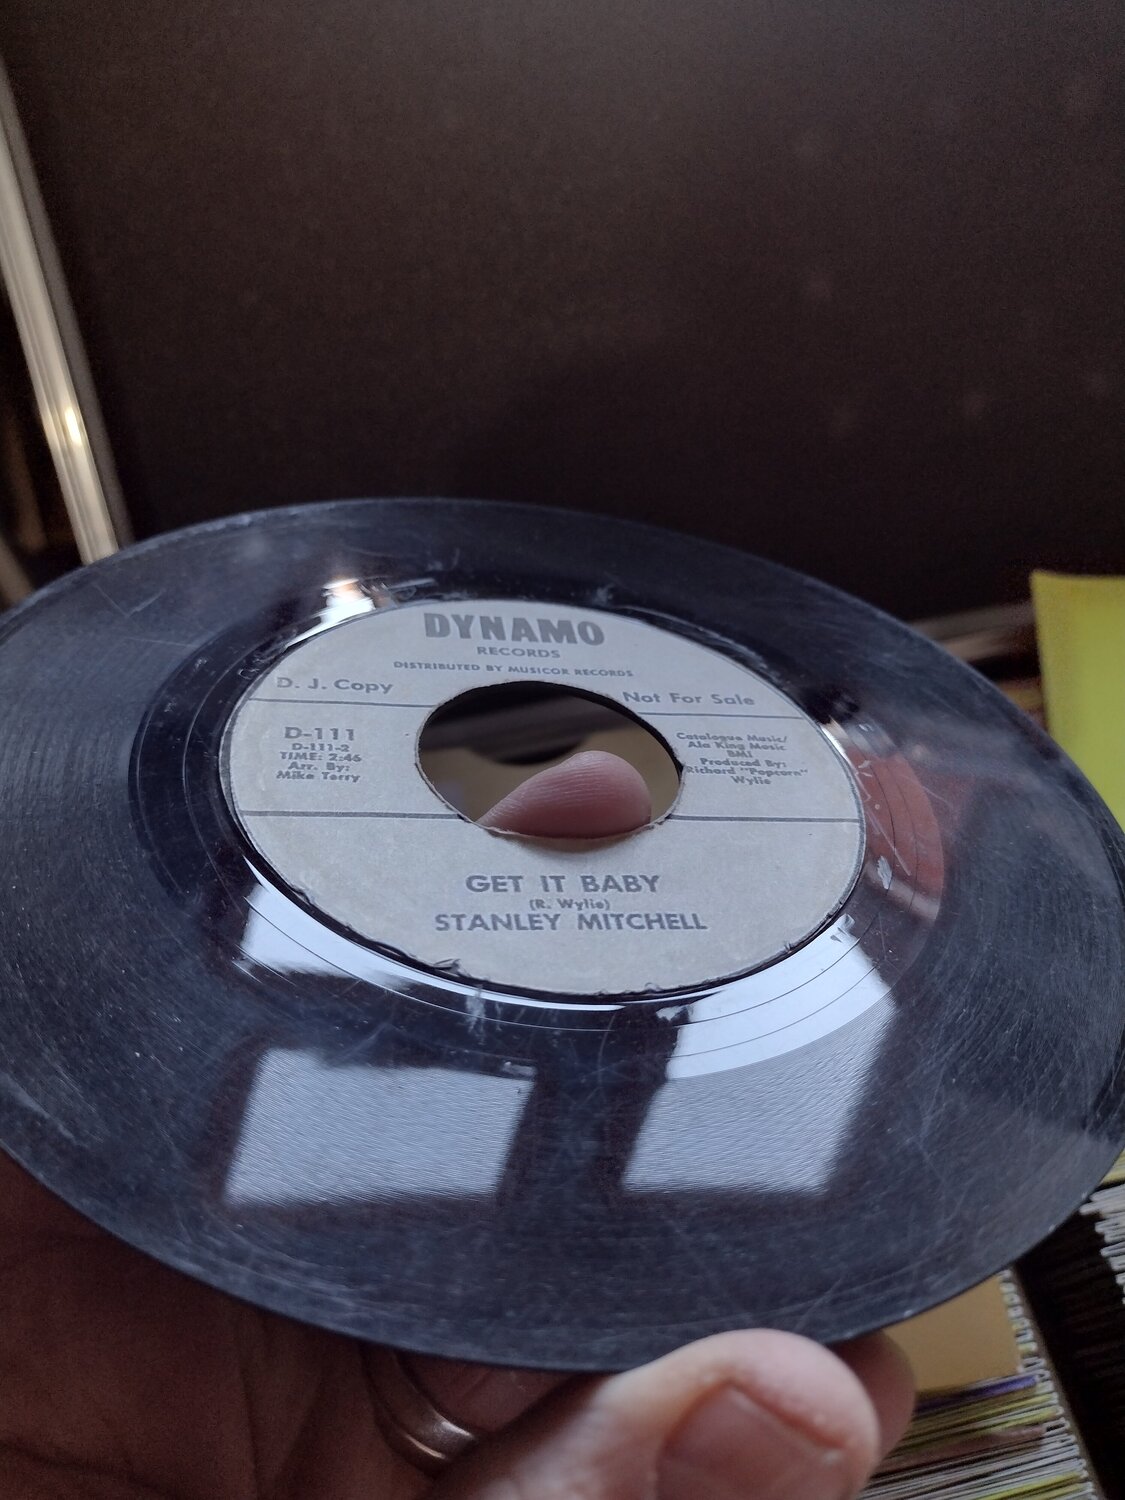 DYNAMO
RECORDS
DISTRIBUTED BY MUSICOR RECORDS
D. J. Copy
Not For Sale
D-111
D-111-2
TIME: 2:46
Arr. By:
Mike Terry
Catalogue Music/
Ala King Music
BMI
Produced By:
Richard "Popcorn"
Wylie
GET IT BABY
(R. Wylie)
STANLEY MITCHELL